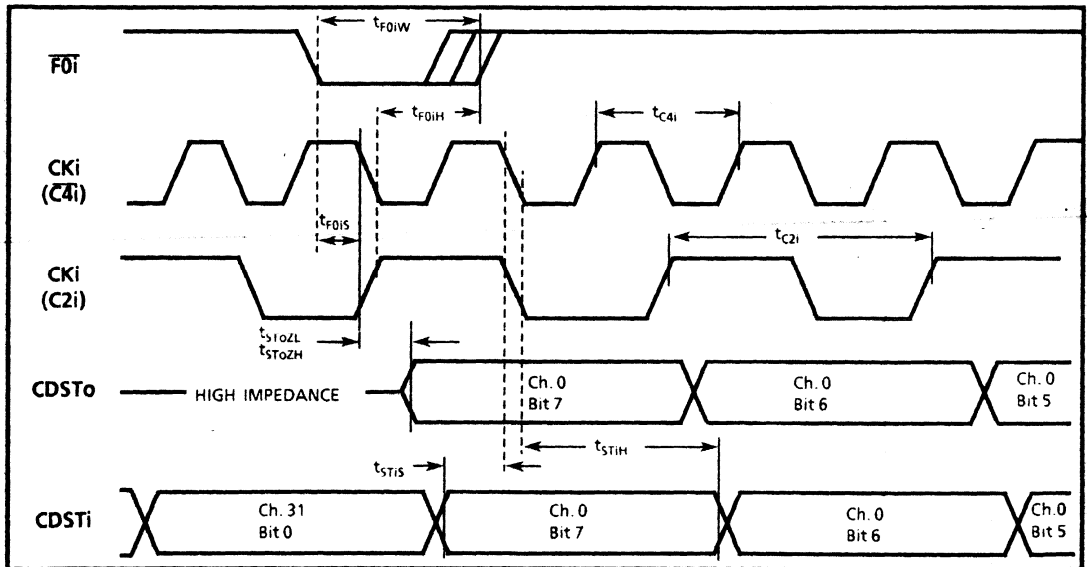 tF0iW
F0i
tF0iH
tC4i
CKi
(C4i)
tF0iS
tC2i
CKi
(C2i)
tSToZL
tSToZH
CDSTo
HIGH IMPEDANCE
Ch. 0
Bit 7
Ch. 0
Bit 6
Ch. 0
Bit 5
tSTiH
tSTiS
CDSTi
Ch. 31
Bit 0
Ch. 0
Bit 7
Ch. 0
Bit 6
Ch.0
Bit 5